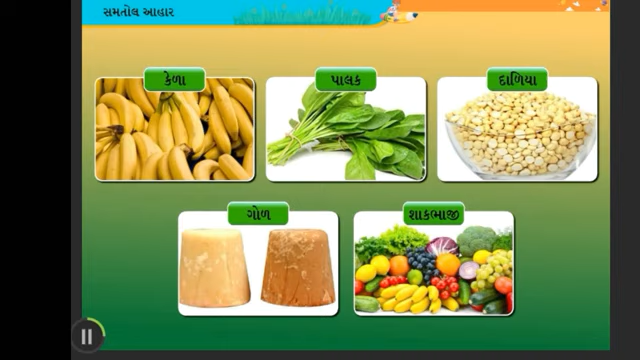 સમતોલ આહાર
કેળા
પાલક
દાળિયા
ગોળ
શાકભાજી